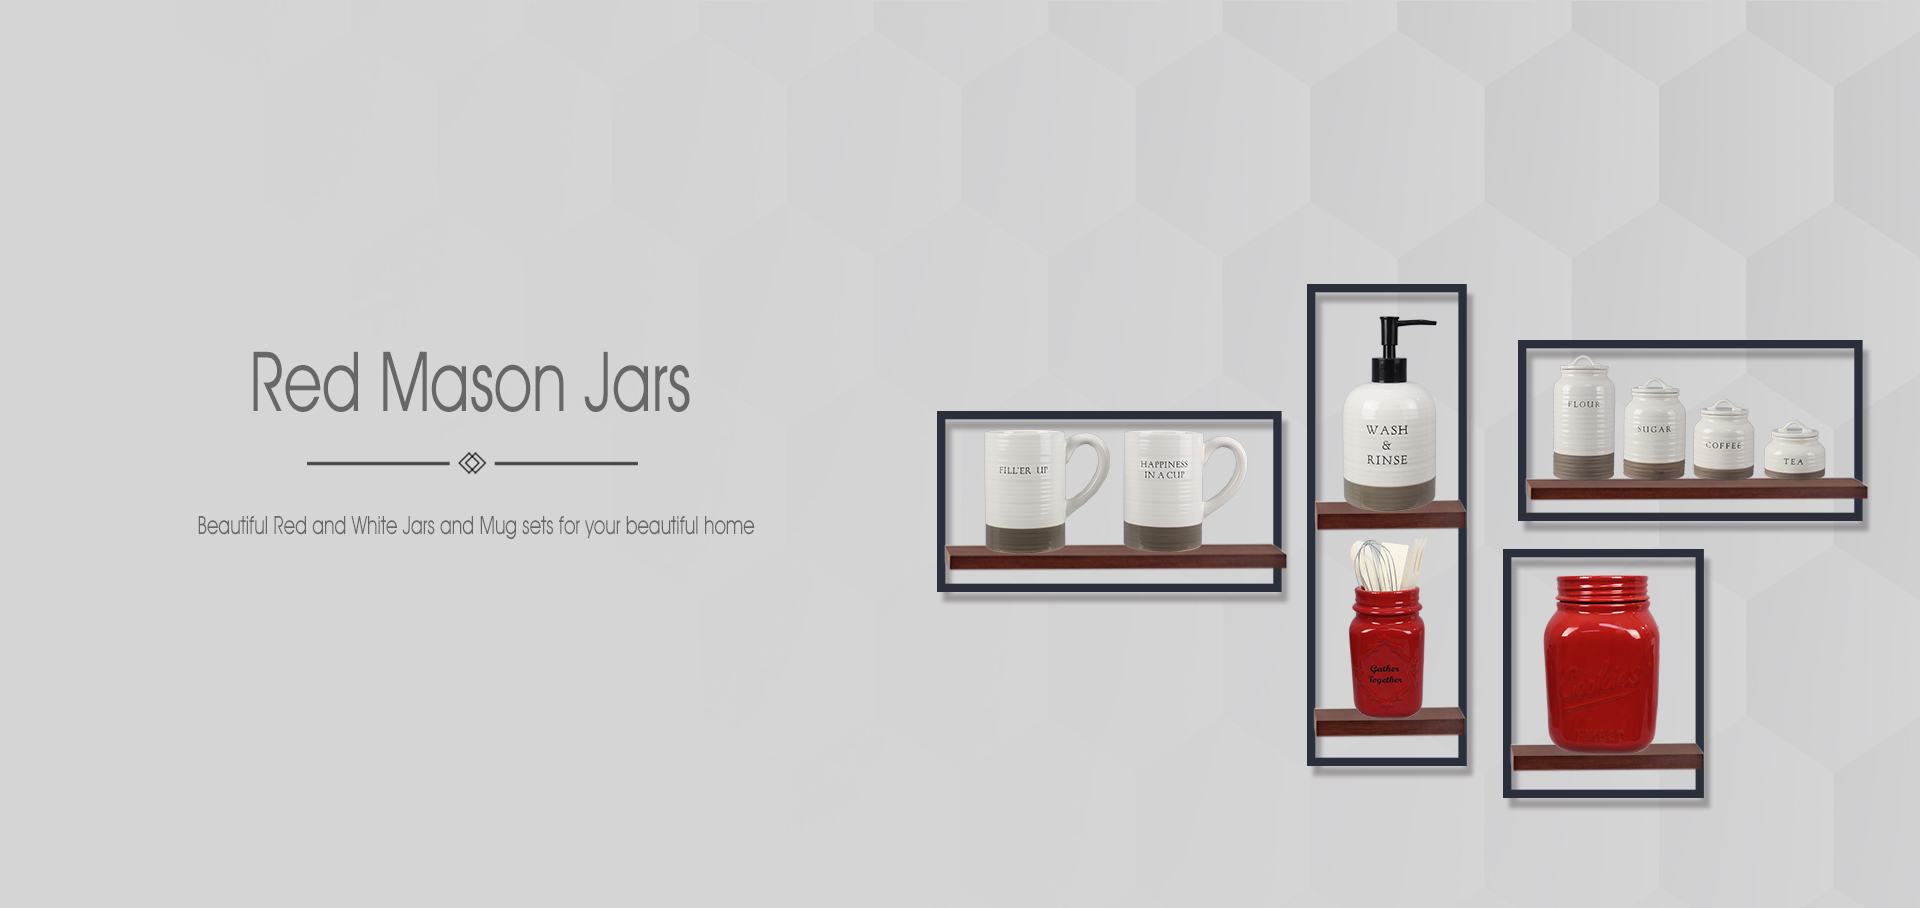 Red Mason Jars
Beautiful Red and White Jars and Mug sets for your beautiful home
FILL'ER UP
HAPPINESS
IN A CUP
WASH
&
RINSE
Gather
Together
FLOUR
SUGAR
COFFEE
TEA
Cookies